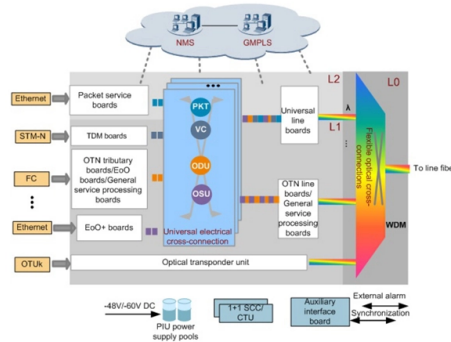 NMS
GMPLS
L2
L0
Ethernet
Packet service
boards
PKT
Universal
line
boards
λ
L1
STM-N
TDM boards
VC
FC
OTN tributary
boards/EoO
boards/General
service processing
boards
ODU
Flexible optical cross-
connections
To line fibe
OSU
OTN line
boards/
General
service
processing
boards
Ethernet
EoO+ boards
Universal electrical
cross-connection
WDM
OTUk
Optical transponder unit
-48V/-60V DC
PIU power
supply pools
1+1 SCC/
CTU
Auxiliary
interface
board
External alarm
Synchronization